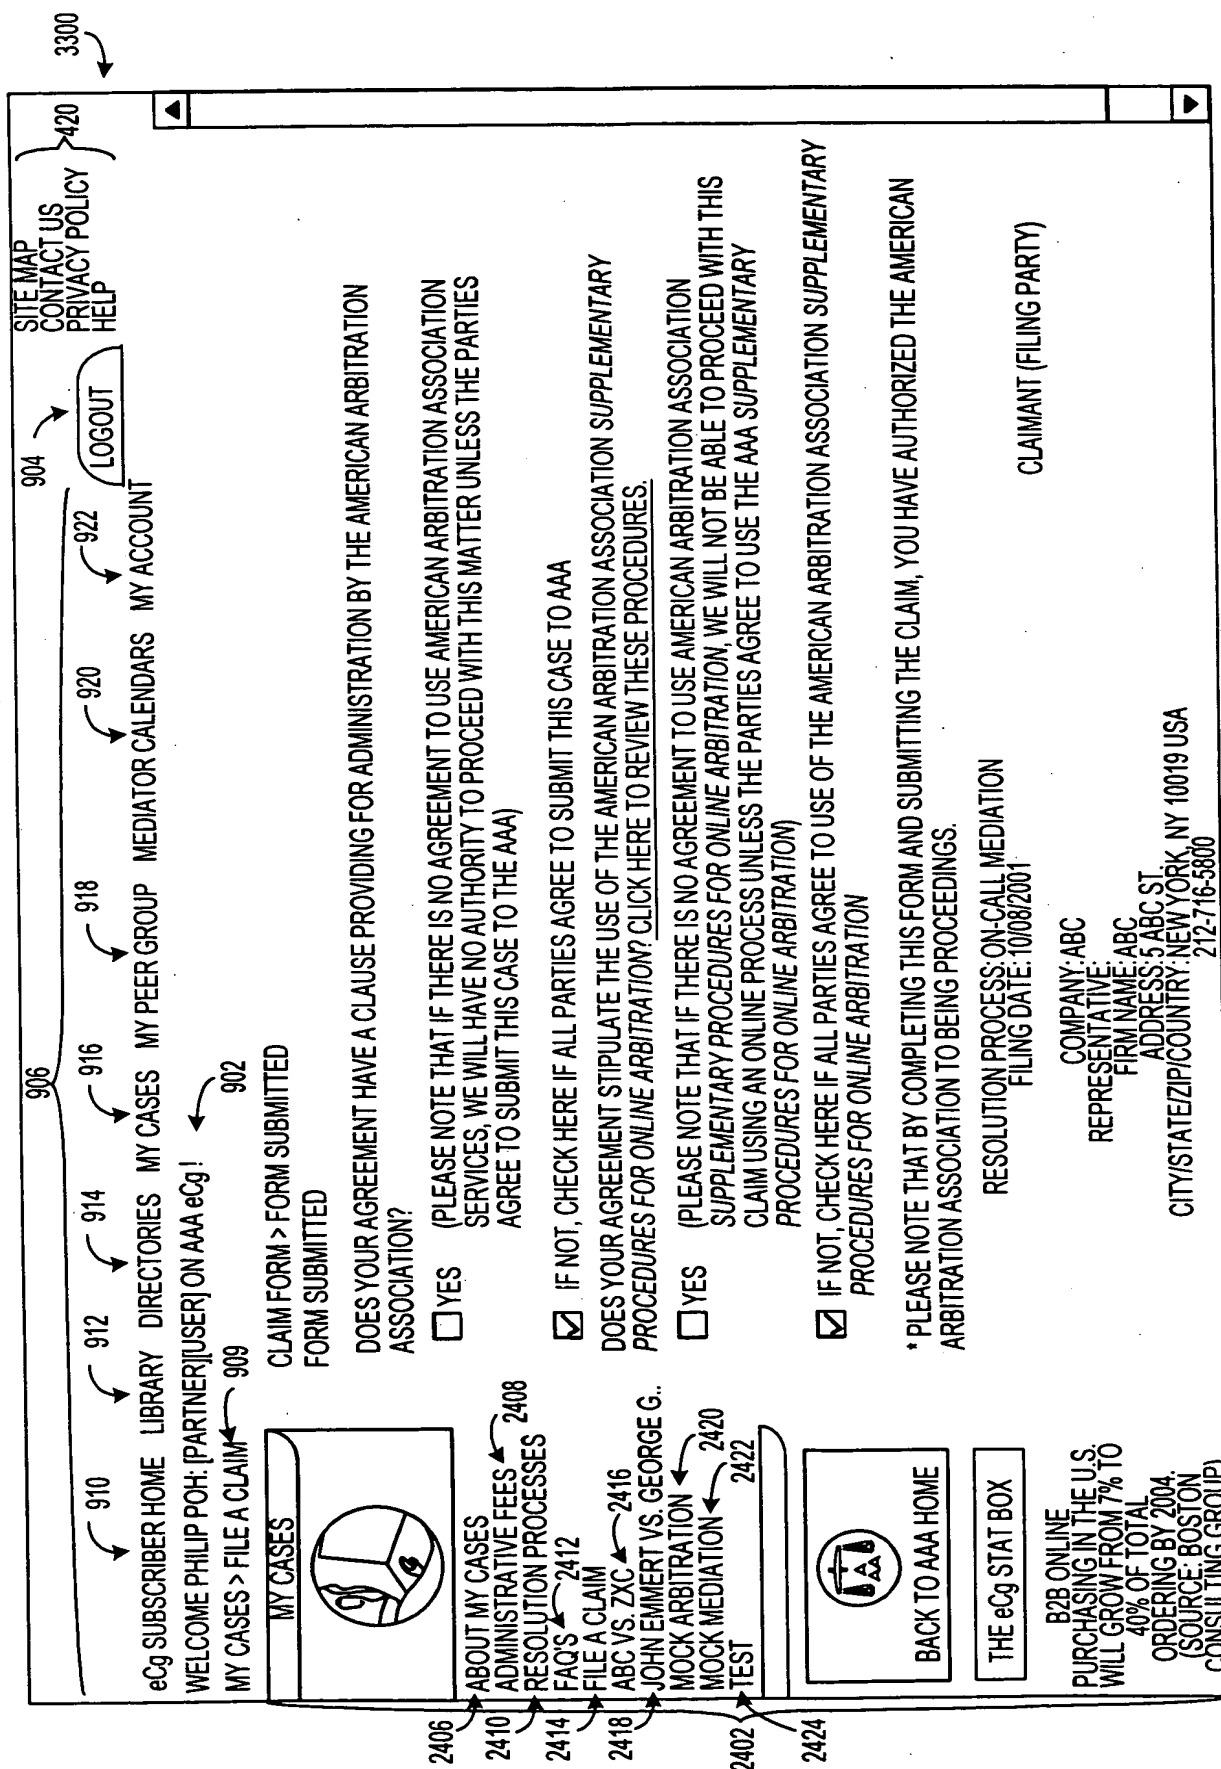 3300
906
904
SITE MAP
CONTACT US
PRIVACY POLICY
HELP
420
LOGOUT
910
912
914
916
918
920
922
eCg SUBSCRIBER HOME LIBRARY DIRECTORIES MY CASES MY PEER GROUP MEDIATOR CALENDARS MY ACCOUNT
WELCOME PHILIP POH: [PARTNER][USER] ON AAA eCg !
902
MY CASES > FILE A CLAIM
909
MY CASES
2406
ABOUT MY CASES
ADMINISTRATIVE FEES
2408
2410
RESOLUTION PROCESSES
FAQ'S
2412
2414
FILE A CLAIM
ABC VS. ZXC
2416
2418
JOHN EMMERT VS. GEORGE G..
MOCK ARBITRATION
2420
MOCK MEDIATION
2422
2402
TEST
2424
AAA
BACK TO AAA HOME
THE eCg STAT BOX
B2B ONLINE
PURCHASING IN THE U.S.
WILL GROW FROM 7% TO
40% OF TOTAL
ORDERING BY 2004.
(SOURCE: BOSTON
CONSULTING GROUP)
CLAIM FORM > FORM SUBMITTED
FORM SUBMITTED
DOES YOUR AGREEMENT HAVE A CLAUSE PROVIDING FOR ADMINISTRATION BY THE AMERICAN ARBITRATION
ASSOCIATION?
YES (PLEASE NOTE THAT IF THERE IS NO AGREEMENT TO USE AMERICAN ARBITRATION ASSOCIATION
SERVICES, WE WILL HAVE NO AUTHORITY TO PROCEED WITH THIS MATTER UNLESS THE PARTIES
AGREE TO SUBMIT THIS CASE TO THE AAA)
IF NOT, CHECK HERE IF ALL PARTIES AGREE TO SUBMIT THIS CASE TO AAA
DOES YOUR AGREEMENT STIPULATE THE USE OF THE AMERICAN ARBITRATION ASSOCIATION SUPPLEMENTARY
PROCEDURES FOR ONLINE ARBITRATION? CLICK HERE TO REVIEW THESE PROCEDURES.
YES (PLEASE NOTE THAT IF THERE IS NO AGREEMENT TO USE AMERICAN ARBITRATION ASSOCIATION
SUPPLEMENTARY PROCEDURES FOR ONLINE ARBITRATION, WE WILL NOT BE ABLE TO PROCEED WITH THIS
CLAIM USING AN ONLINE PROCESS UNLESS THE PARTIES AGREE TO USE THE AAA SUPPLEMENTARY
PROCEDURES FOR ONLINE ARBITRATION)
IF NOT, CHECK HERE IF ALL PARTIES AGREE TO USE OF THE AMERICAN ARBITRATION ASSOCIATION SUPPLEMENTARY
PROCEDURES FOR ONLINE ARBITRATION
* PLEASE NOTE THAT BY COMPLETING THIS FORM AND SUBMITTING THE CLAIM, YOU HAVE AUTHORIZED THE AMERICAN
ARBITRATION ASSOCIATION TO BEING PROCEEDINGS.
RESOLUTION PROCESS: ON-CALL MEDIATION
FILING DATE: 10/08/2001
CLAIMANT (FILING PARTY)
COMPANY: ABC
REPRESENTATIVE:
FIRM NAME: ABC
ADDRESS: 5 ABC ST.
CITY/STATE/ZIP/COUNTRY: NEW YORK, NY 10019 USA
212-716-5800